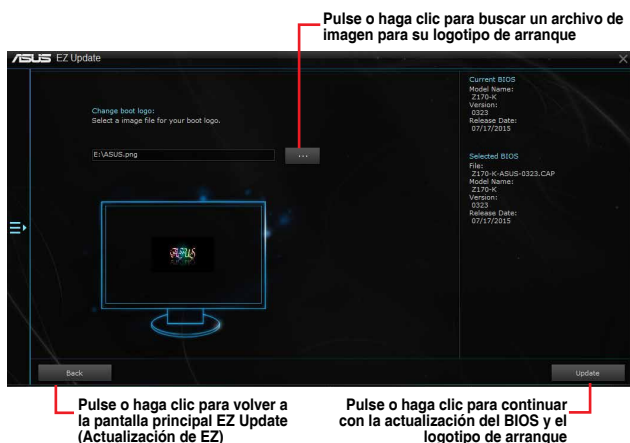 Pulse o haga clic para buscar un archivo de
imagen para su logotipo de arranque
ASUS EZ Update
Change boot logo:
Select a image file for your boot logo.
E:\ASUS.png
...
ASUS
Current BIOS
Model Name:
Z170-K
Version:
0323
Release Date:
07/17/2015
Selected BIOS
File:
Z170-K-ASUS-0323.CAP
Model Name:
Z170-K
Version:
0323
Release Date:
07/17/2015
Back
Update
Pulse o haga clic para volver a
la pantalla principal EZ Update
(Actualización de EZ)
Pulse o haga clic para continuar
con la actualización del BIOS y el
logotipo de arranque